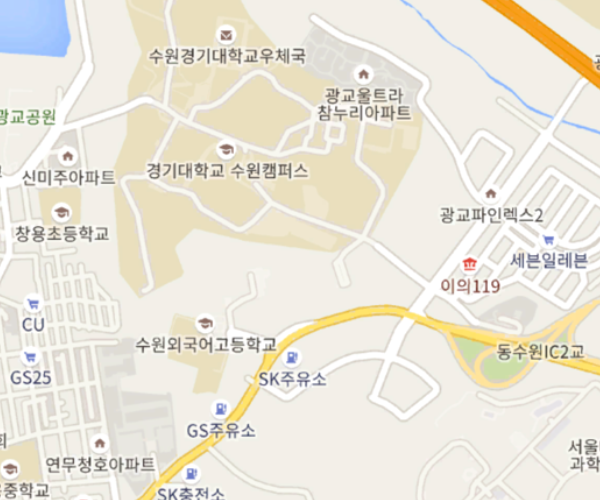 수원경기대학교우체국
광교울트라
참누리아파트
광교공원
경기대학교 수원캠퍼스
신미주아파트
광교파인렉스2
창용초등학교
세븐일레븐
이의119
CU
수원외국어고등학교
동수원IC2교
GS25
SK주유소
GS주유소
서울
연무청호아파트
과학
중학교
SK충전소